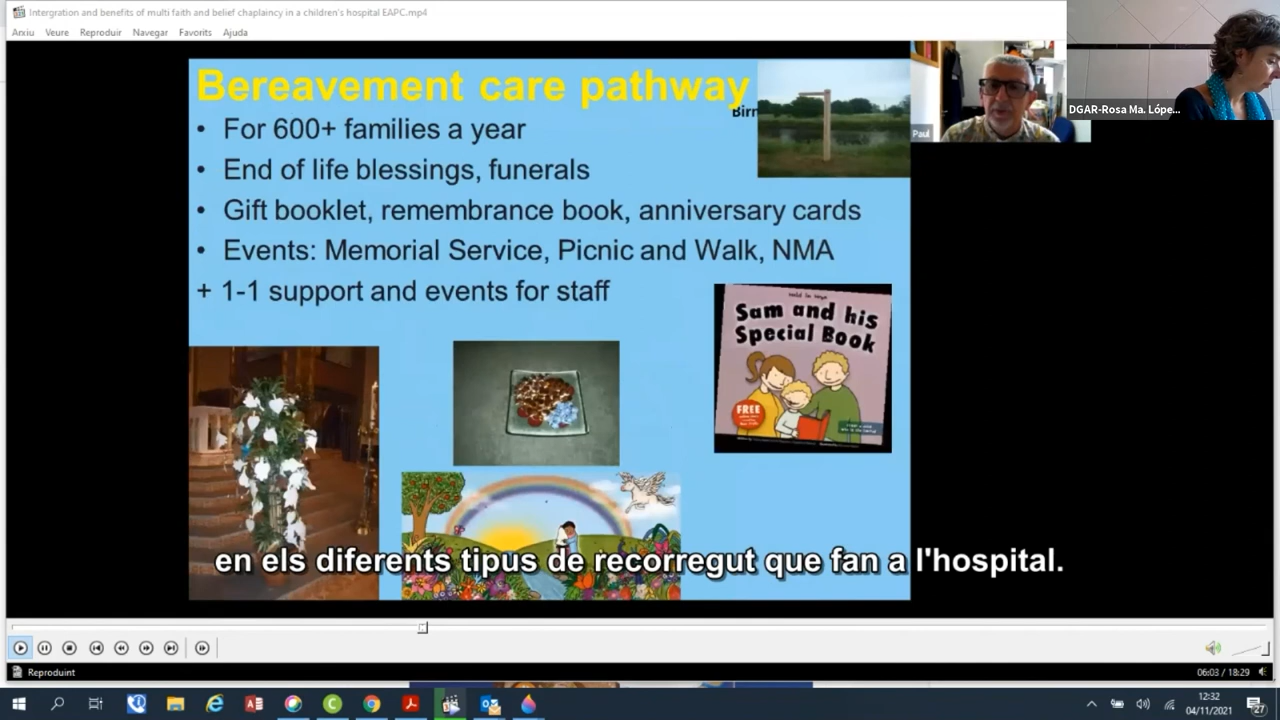 Intergration and benefits of multi faith and belief chaplaincy in a children's hospital EAPC.mp4
Arxiu Veure Reproduir Navegar Favorits Ajuda
Bereavement care pathway
Birm
• For 600+ families a year
• End of life blessings, funerals
• Gift booklet, remembrance book, anniversary cards
• Events: Memorial Service, Picnic and Walk, NMA
+ 1-1 support and events for staff
Paul
DGAR-Rosa Ma. Lópe...
Sam and his
Special Book
FREE
en els diferents tipus de recorregut que fan a l'hospital.
Reproduint
06:03 / 18:29
12:32
04/11/2021
27